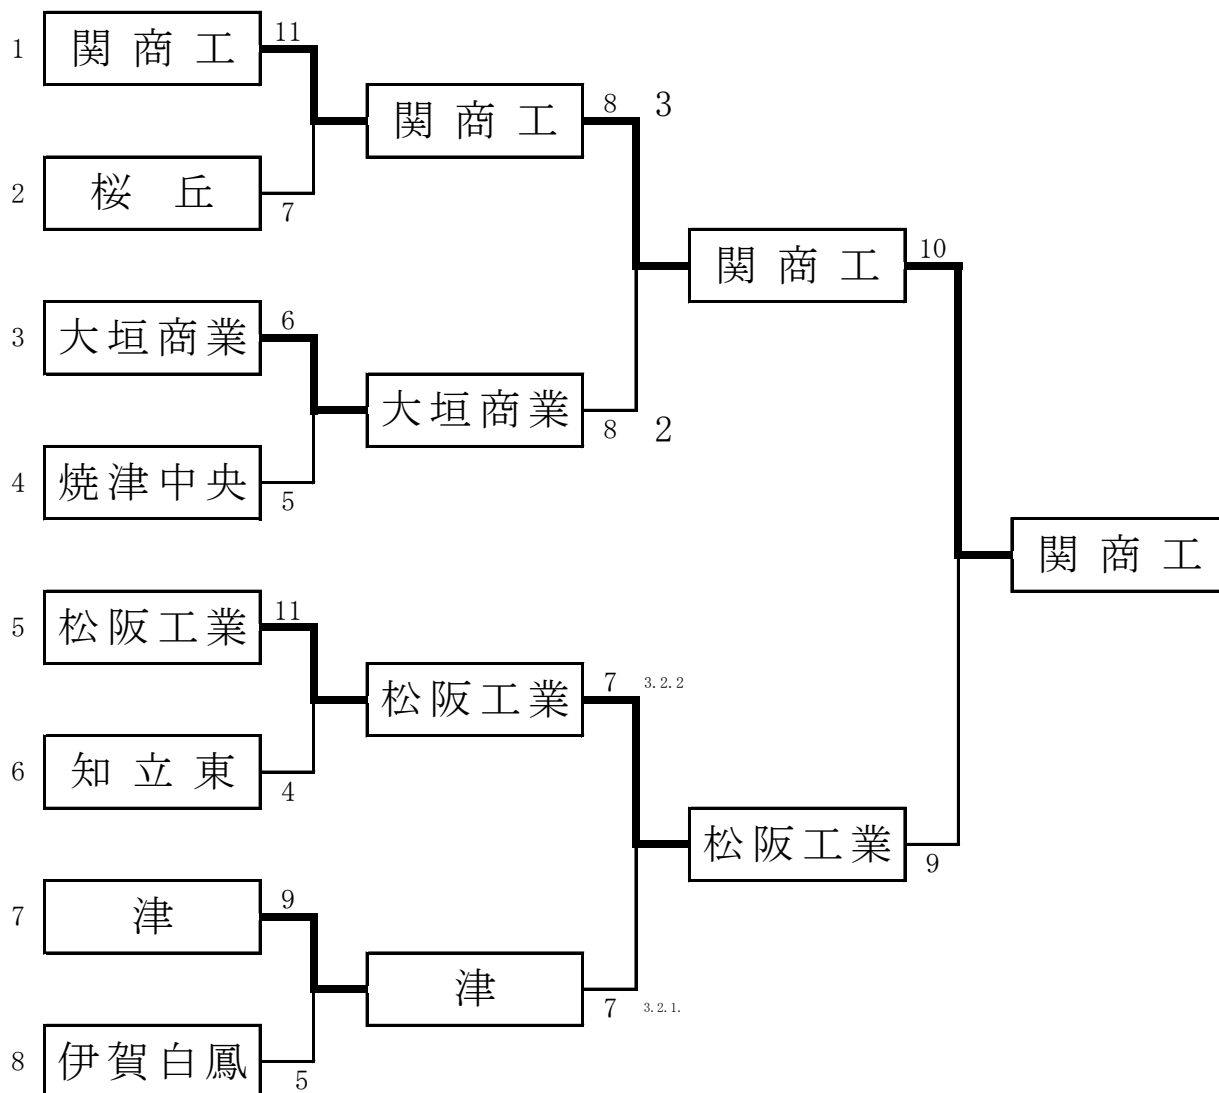 1 関商工 11
関商工 8 3
2 桜丘 7
関商工 10
3 大垣商業 6
大垣商業 8 2
4 焼津中央 5
関商工
5 松阪工業 11
松阪工業 7 3.2.2
6 知立東 4
松阪工業 9
7 津 9
津 7 3.2.1.
8 伊賀白鳳 5